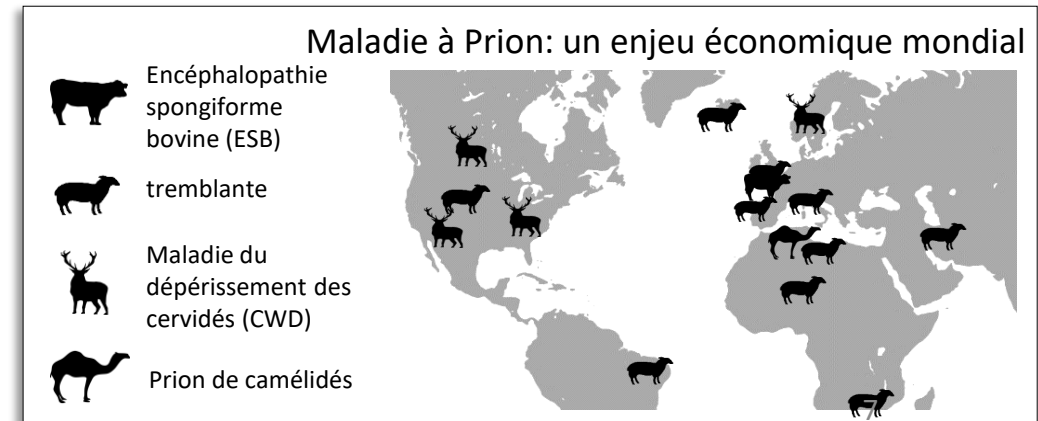 Maladie à Prion: un enjeu économique mondial
Encéphalopathie
spongiforme
bovine (ESB)
tremblante
Maladie du
dépérissement des
cervidés (CWD)
Prion de camélidés
7